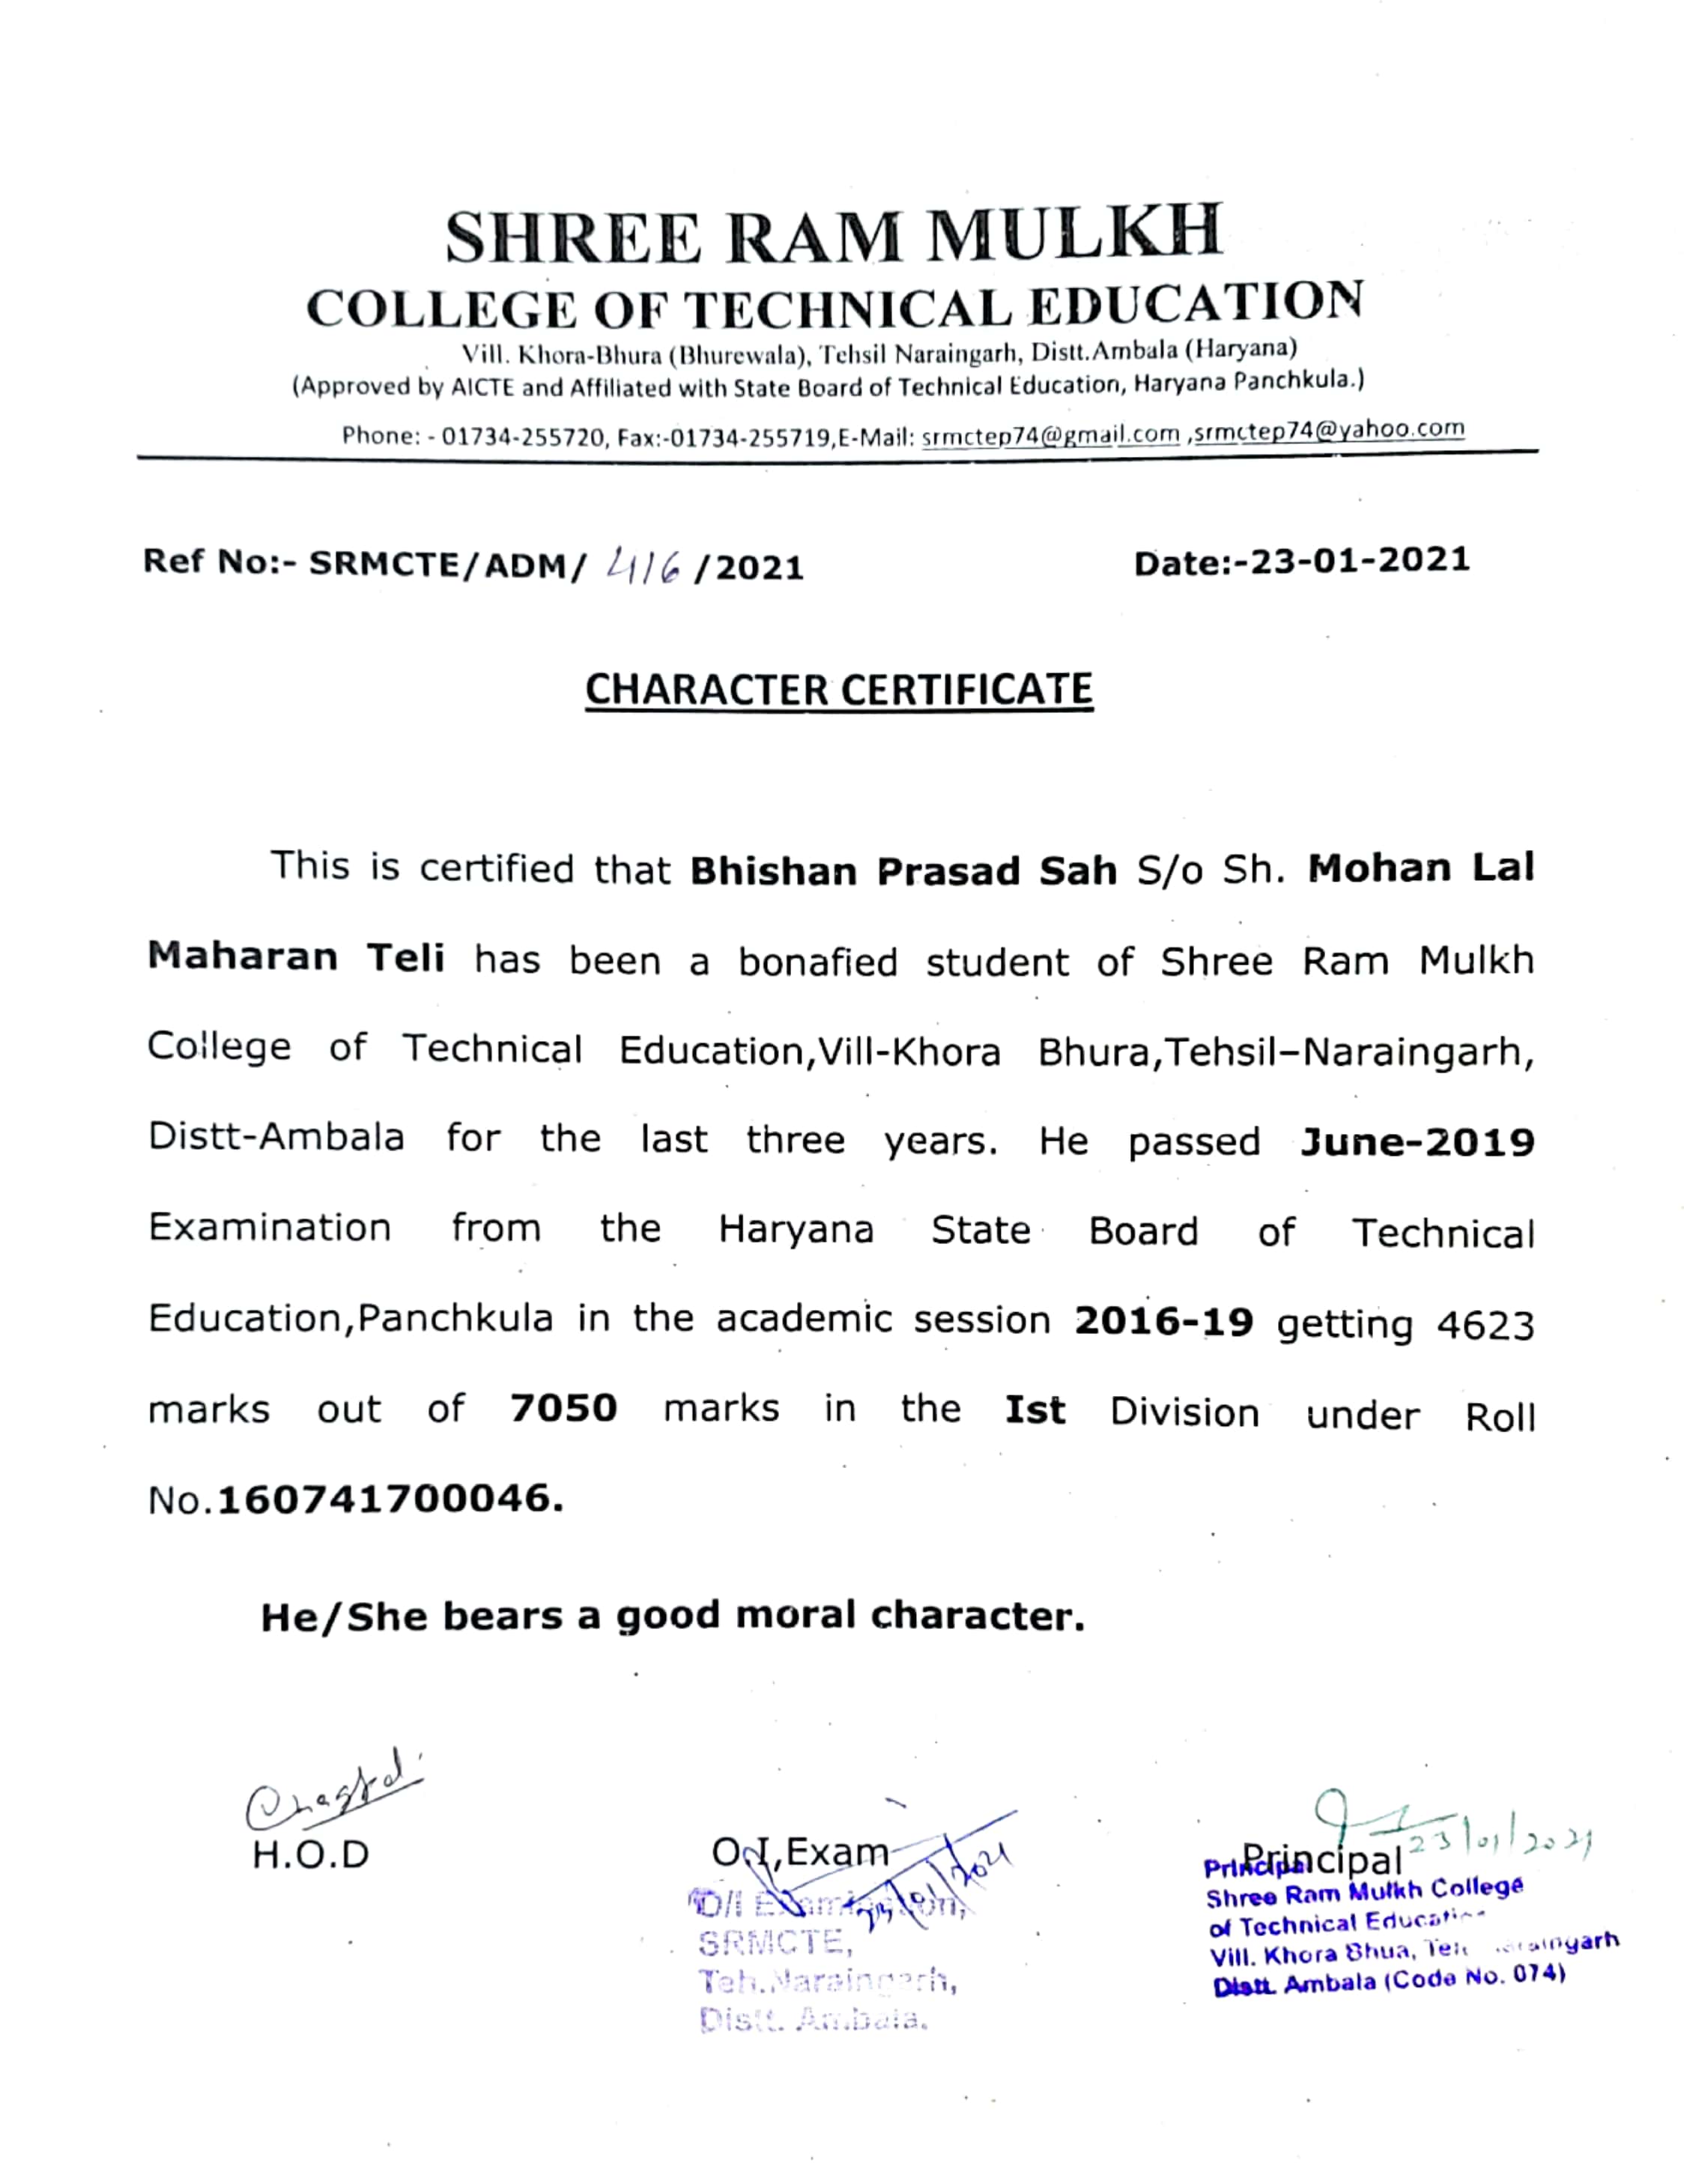 SHREE RAM MULKH
COLLEGE OF TECHNICAL EDUCATION
Vill. Khora-Bhura (Bhurewala), Tehsil Naraingarh, Distt.Ambala (Haryana)
(Approved by AICTE and Affiliated with State Board of Technical Education, Haryana Panchkula.)
Phone: - 01734-255720, Fax:-01734-255719,E-Mail: srmctep74@gmail.com ,srmctep74@yahoo.com
Ref No:- SRMCTE/ADM/ 416 /2021 Date:-23-01-2021
CHARACTER CERTIFICATE
This is certified that Bhishan Prasad Sah S/o Sh. Mohan Lal
Maharan Teli has been a bonafied student of Shree Ram Mulkh
College of Technical Education,Vill-Khora Bhura,Tehsil–Naraingarh,
Distt-Ambala for the last three years. He passed June-2019
Examination from the Haryana State Board of Technical
Education,Panchkula in the academic session 2016-19 getting 4623
marks out of 7050 marks in the Ist Division under Roll
No.160741700046.
He/She bears a good moral character.
H.O.D
O.I,Exam
23/01/2021
O/I Examination,
SRMCTE,
Teh.Naraingarh,
Distt. Ambala.
23/01/2021
Principal
Principal
Shree Ram Mulkh College
of Technical Education
Vill. Khora Bhua, Teh Naraingarh
Distt. Ambala (Code No. 074)